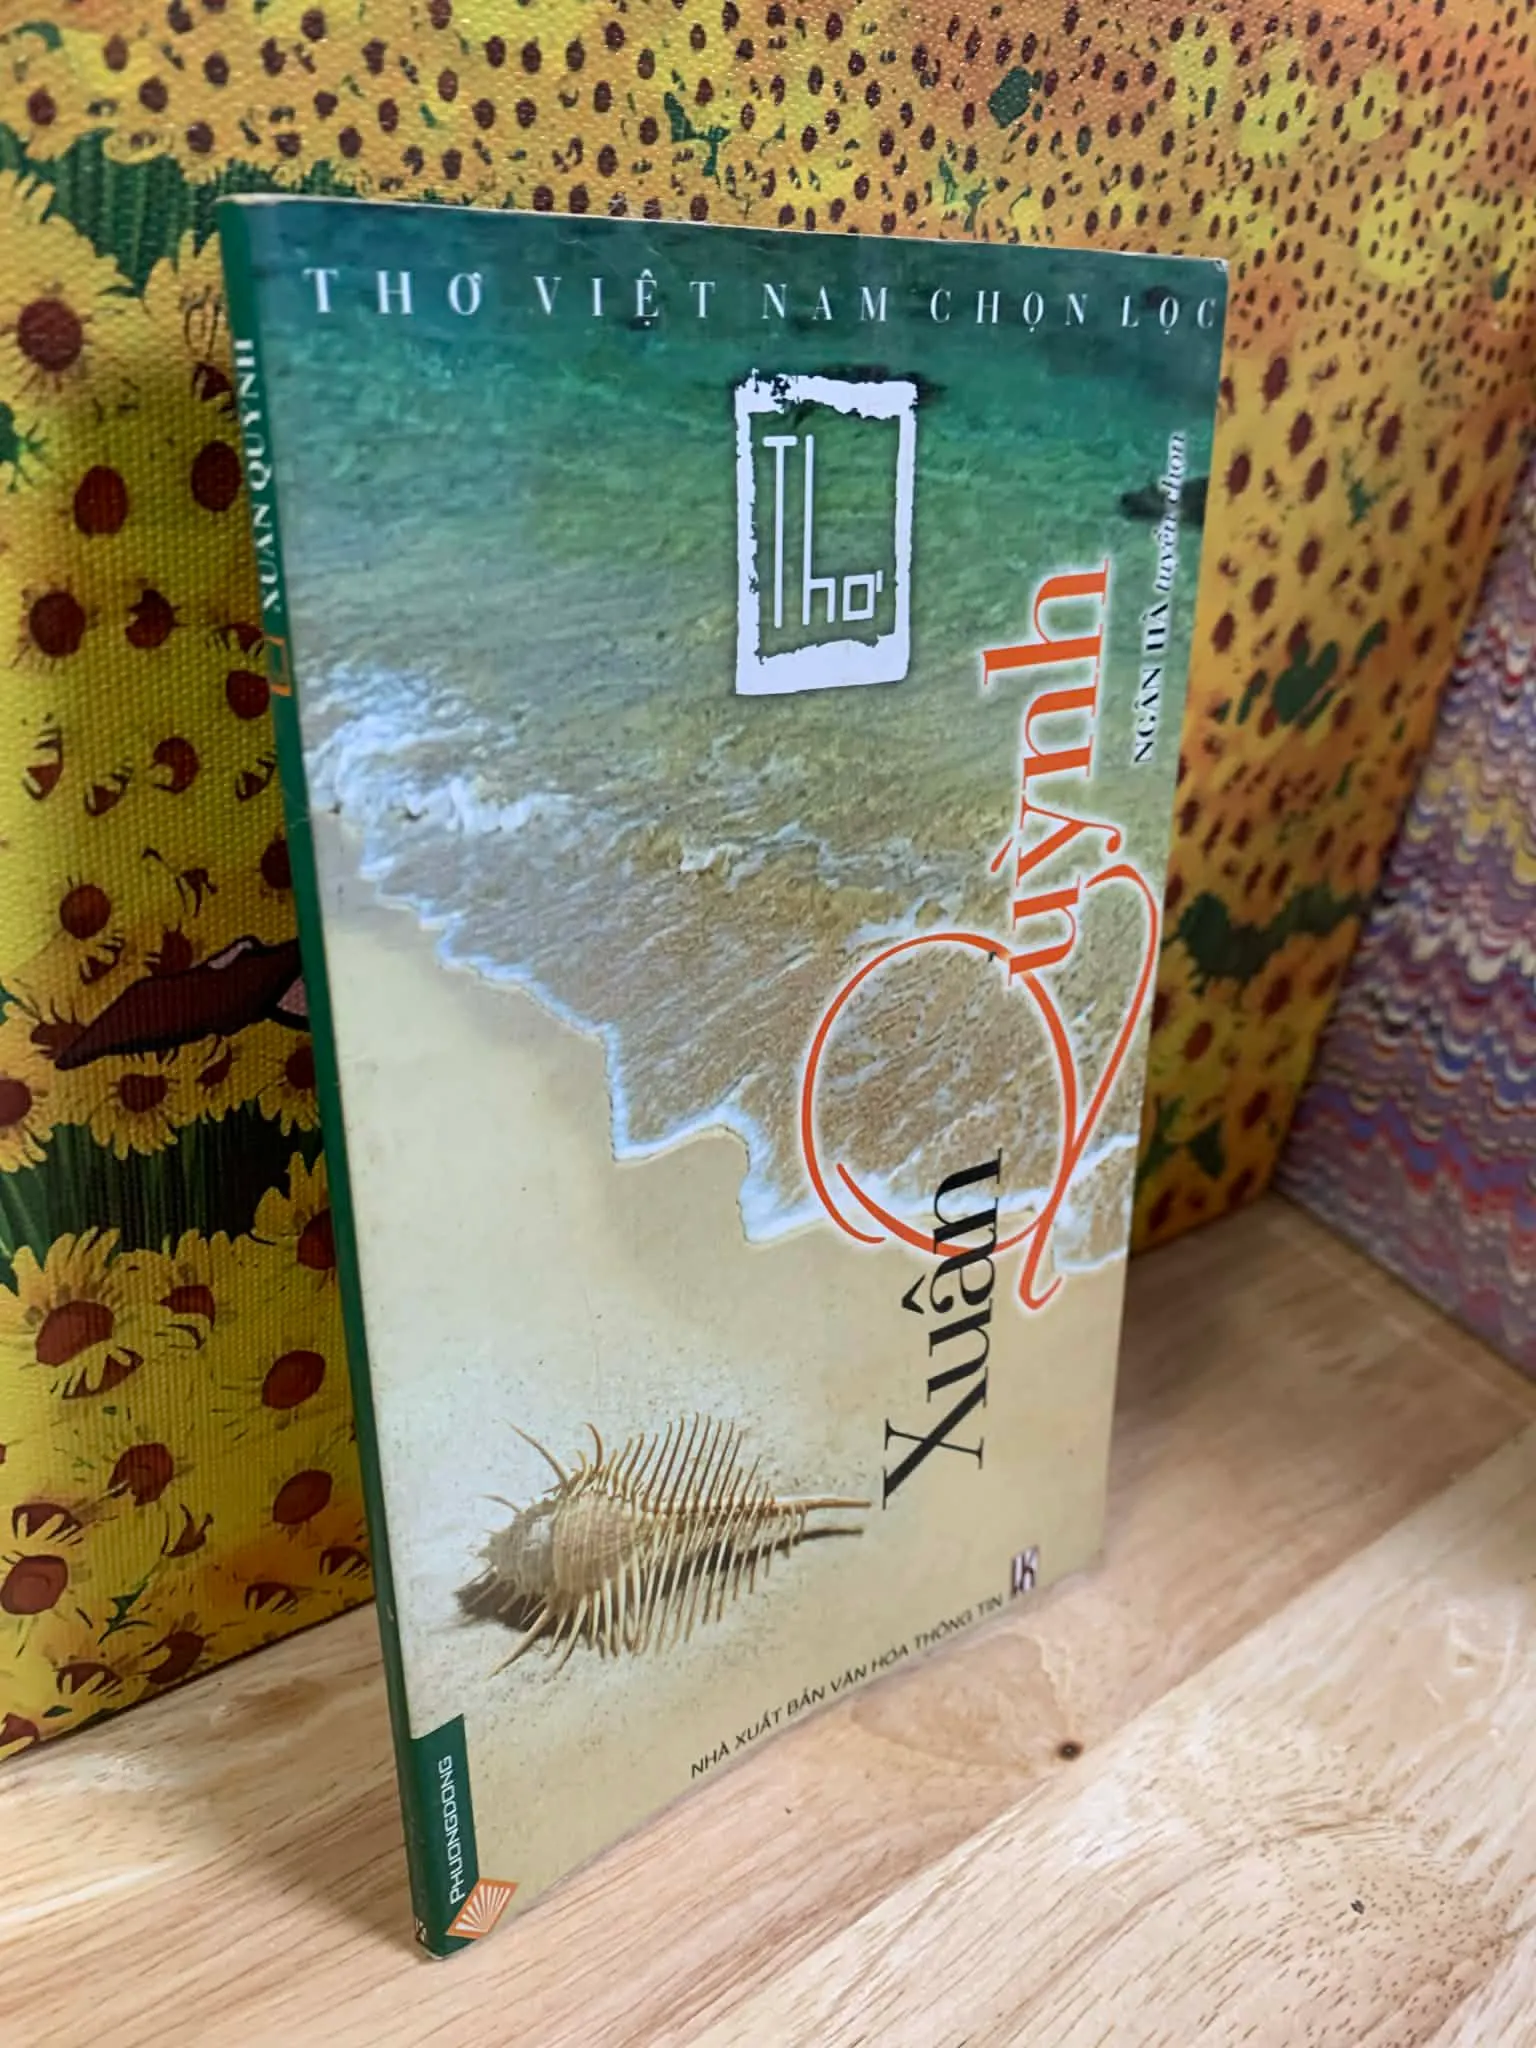 THƠ VIỆT NAM CHỌN LỌC
Thơ
Xuân Quỳnh
NGÂN HÀ tuyển chọn
NHÀ XUẤT BẢN VĂN HÓA THÔNG TIN
PHUONGDONG
XUÂN QUỲNH